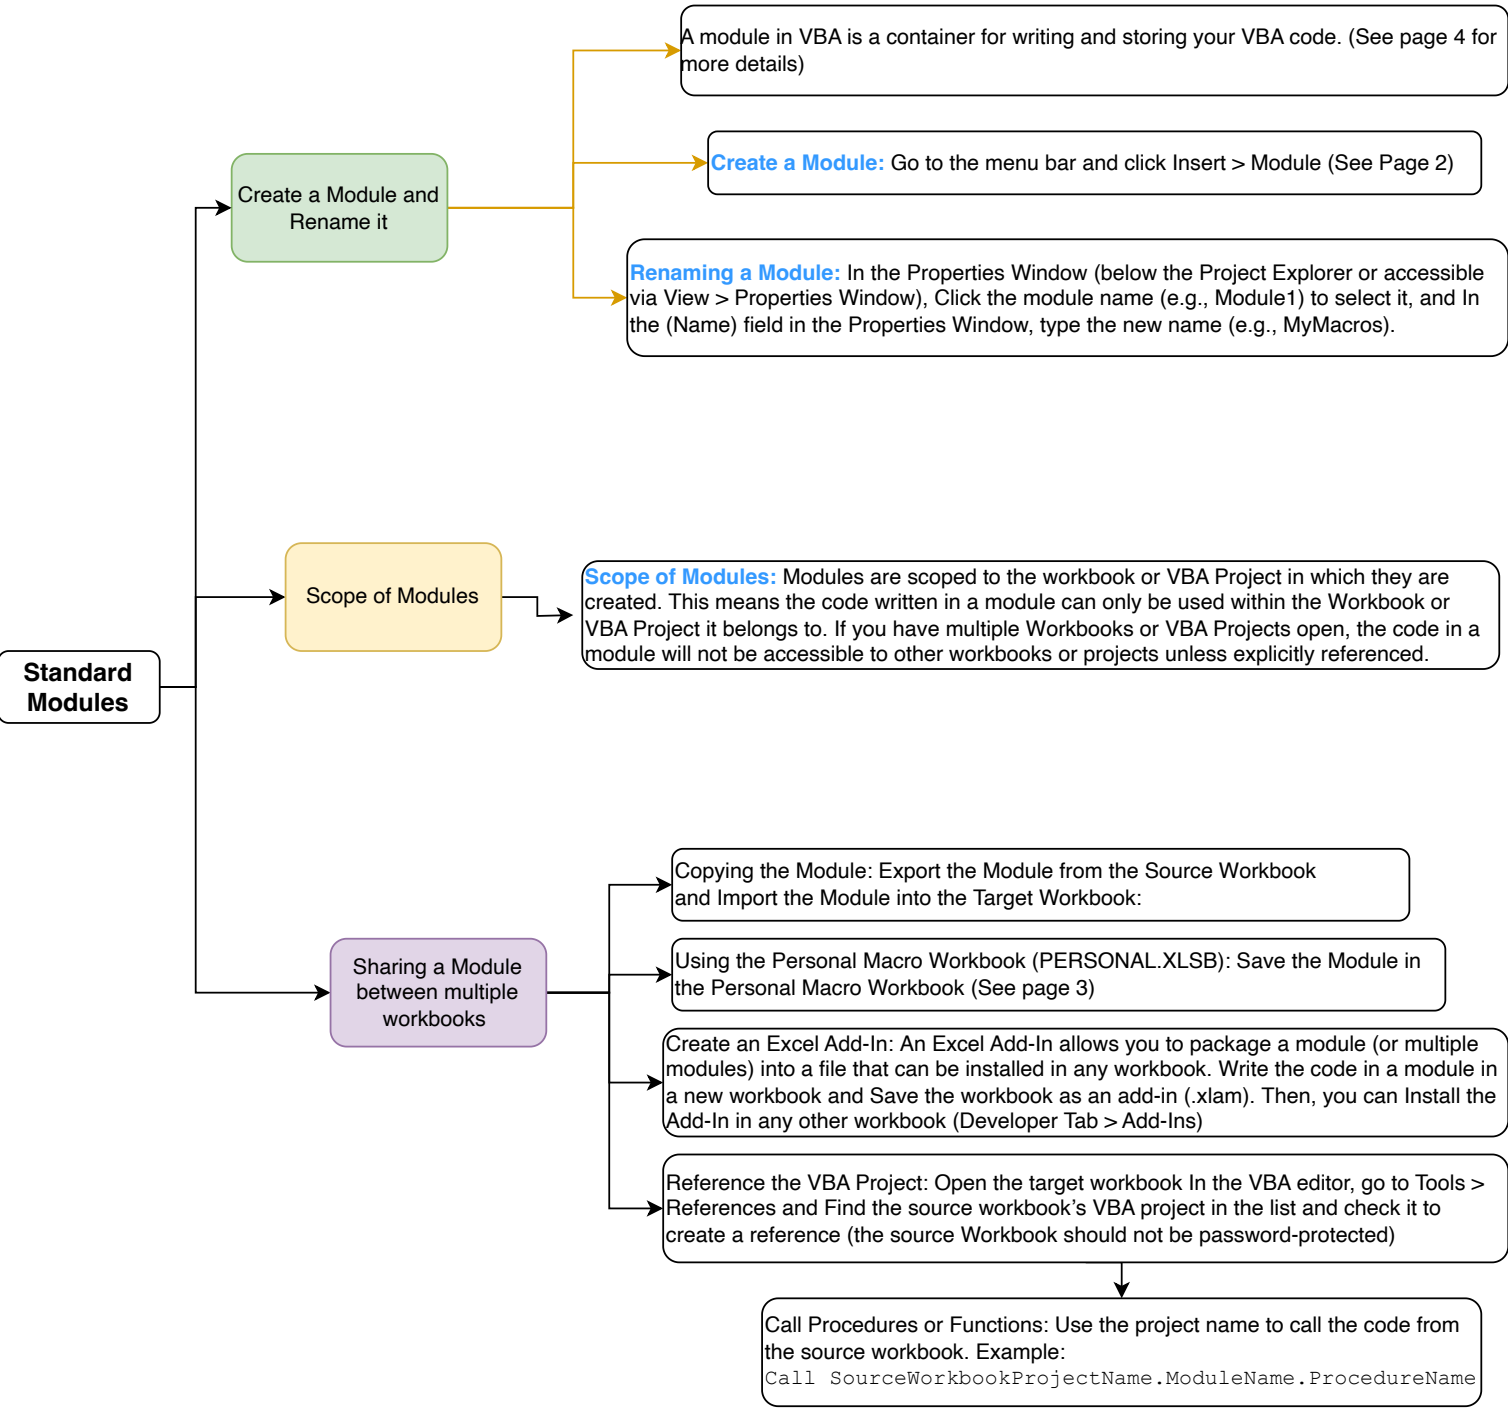 A module in VBA is a container for writing and storing your VBA code. (See page 4 for
more details)
Create a Module: Go to the menu bar and click Insert > Module (See Page 2)
Create a Module and
Rename it
Renaming a Module: In the Properties Window (below the Project Explorer or accessible
via View > Properties Window), Click the module name (e.g., Module1) to select it, and In
the (Name) field in the Properties Window, type the new name (e.g., MyMacros).
Scope of Modules
Scope of Modules: Modules are scoped to the workbook or VBA Project in which they are
created. This means the code written in a module can only be used within the Workbook or
VBA Project it belongs to. If you have multiple Workbooks or VBA Projects open, the code in a
module will not be accessible to other workbooks or projects unless explicitly referenced.
Standard
Modules
Copying the Module: Export the Module from the Source Workbook
and Import the Module into the Target Workbook:
Sharing a Module
between multiple
workbooks
Using the Personal Macro Workbook (PERSONAL.XLSB): Save the Module in
the Personal Macro Workbook (See page 3)
Create an Excel Add-In: An Excel Add-In allows you to package a module (or multiple
modules) into a file that can be installed in any workbook. Write the code in a module in
a new workbook and Save the workbook as an add-in (.xlam). Then, you can Install the
Add-In in any other workbook (Developer Tab > Add-Ins)
Reference the VBA Project: Open the target workbook In the VBA editor, go to Tools >
References and Find the source workbook’s VBA project in the list and check it to
create a reference (the source Workbook should not be password-protected)
Call Procedures or Functions: Use the project name to call the code from
the source workbook. Example:
Call SourceWorkbookProjectName.ModuleName.ProcedureName